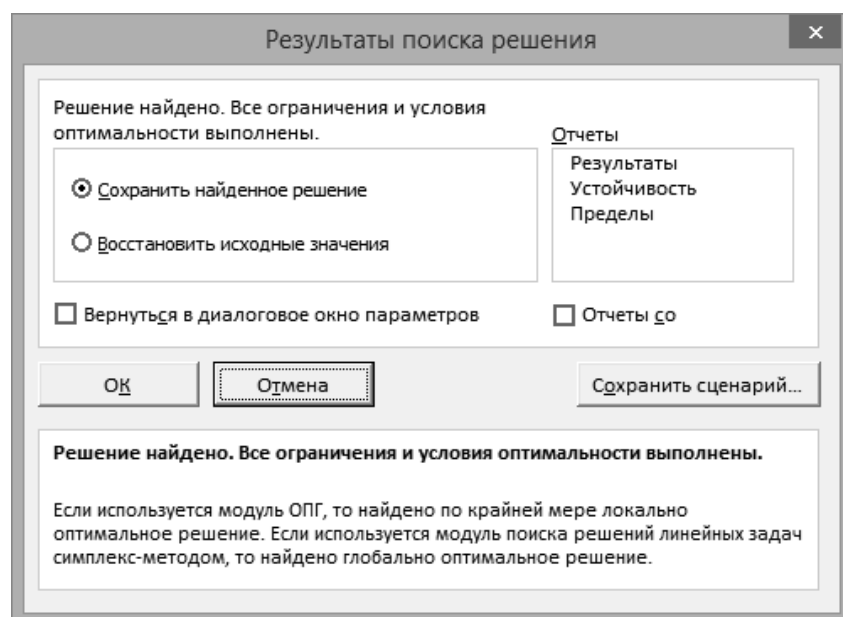 Результаты поиска решения
Решение найдено. Все ограничения и условия
оптимальности выполнены.
Отчеты
Результаты
Устойчивость
Пределы
Сохранить найденное решение
Восстановить исходные значения
Вернуться в диалоговое окно параметров
Отчеты со
ОК
Отмена
Сохранить сценарий...
Решение найдено. Все ограничения и условия оптимальности выполнены.
Если используется модуль ОПГ, то найдено по крайней мере локально
оптимальное решение. Если используется модуль поиска решений линейных задач
симплекс-методом, то найдено глобально оптимальное решение.